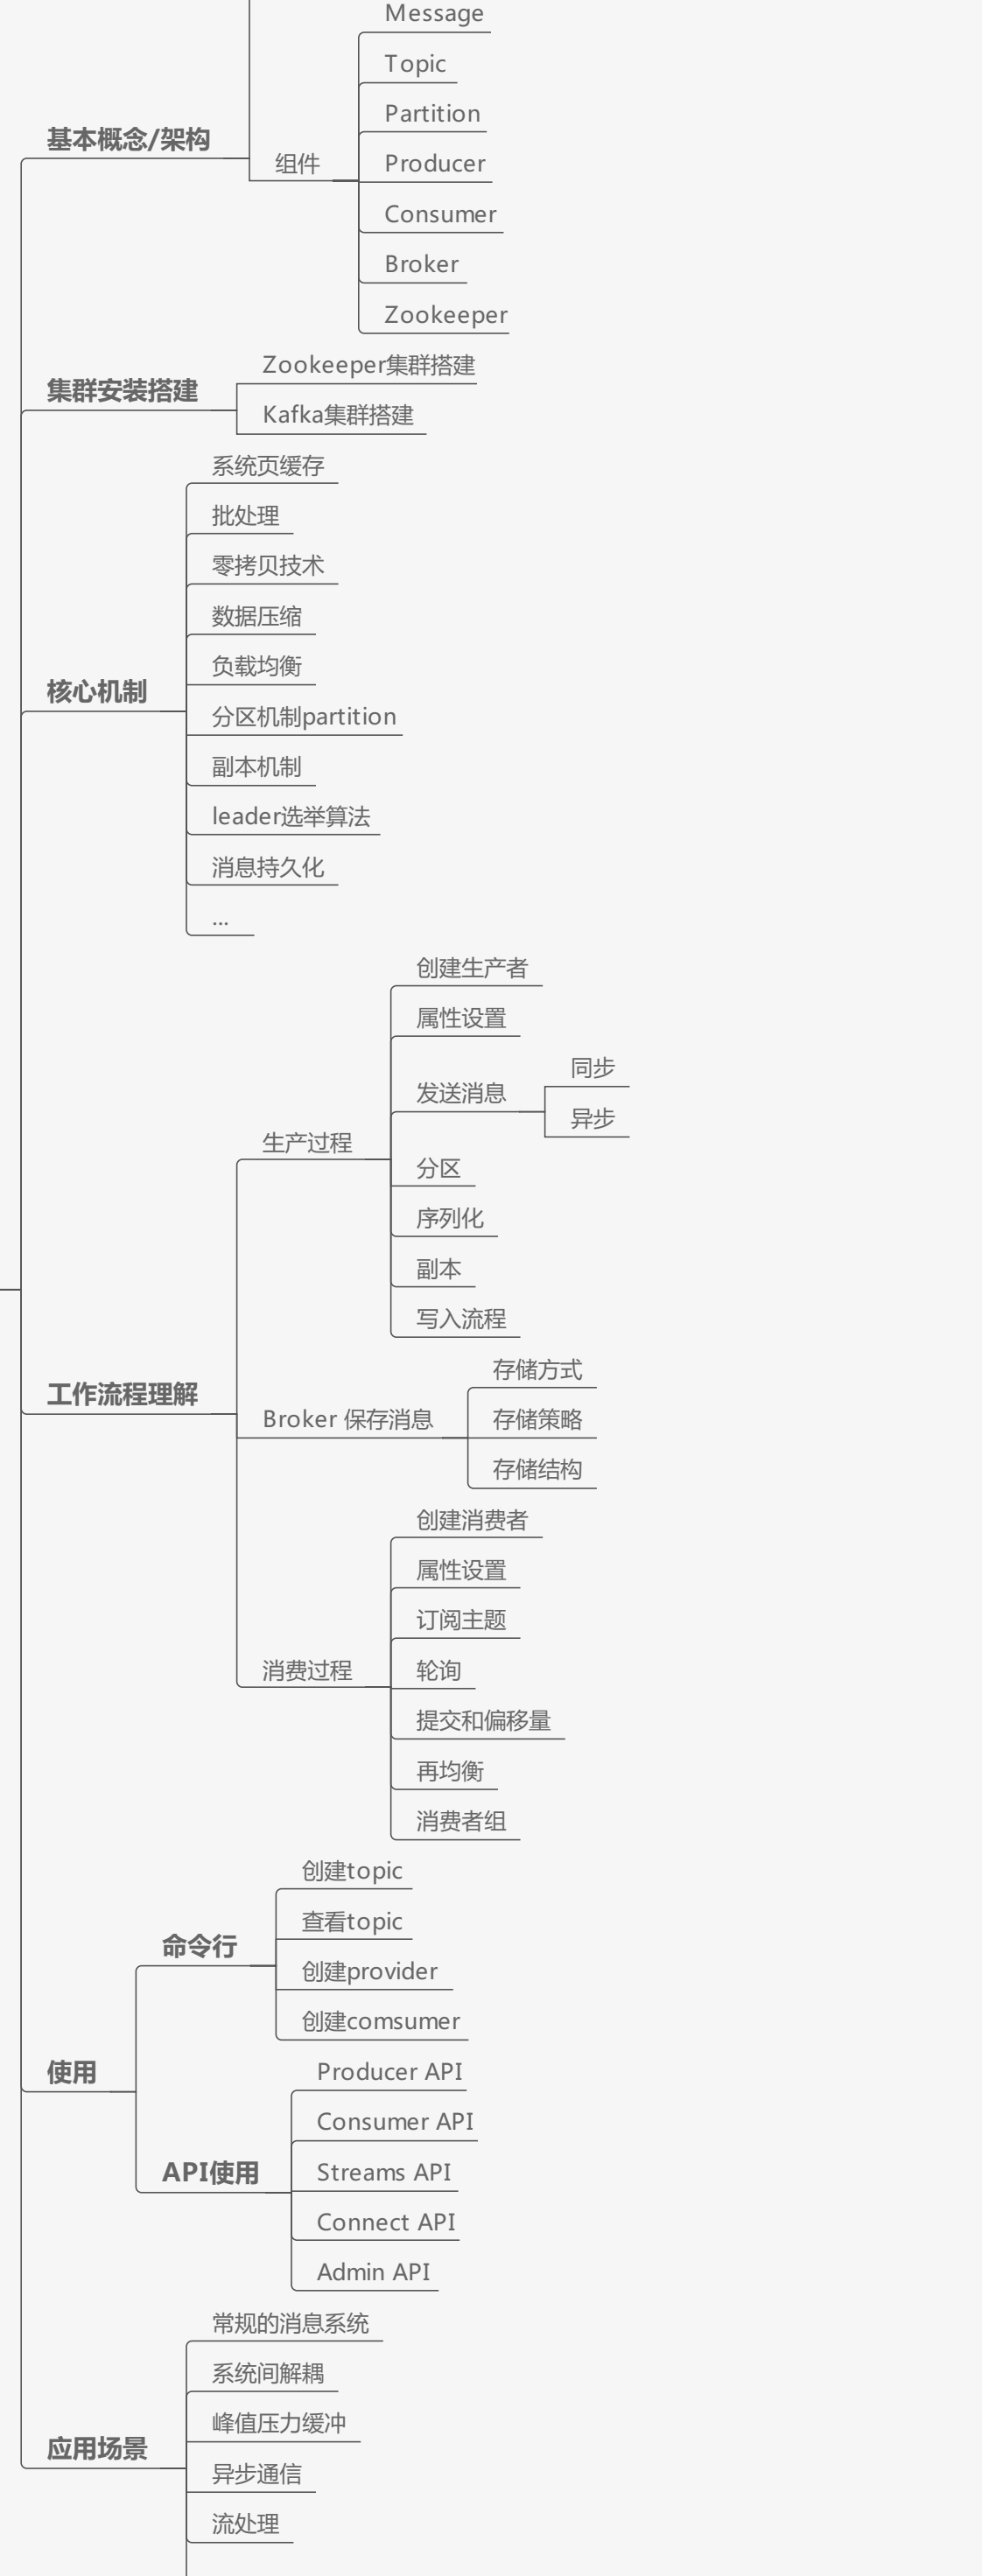 Message
Topic
Partition
基本概念/架构
组件
Producer
Consumer
Broker
Zookeeper
Zookeeper集群搭建
集群安装搭建
Kafka集群搭建
系统页缓存
批处理
零拷贝技术
数据压缩
负载均衡
核心机制
分区机制partition
副本机制
leader选举算法
消息持久化
...
创建生产者
属性设置
同步
发送消息
异步
生产过程
分区
序列化
副本
写入流程
存储方式
工作流程理解
Broker 保存消息
存储策略
存储结构
创建消费者
属性设置
订阅主题
消费过程
轮询
提交和偏移量
再均衡
消费者组
创建topic
查看topic
命令行
创建provider
创建comsumer
使用
Producer API
Consumer API
API使用
Streams API
Connect API
Admin API
常规的消息系统
系统间解耦
峰值压力缓冲
应用场景
异步通信
流处理